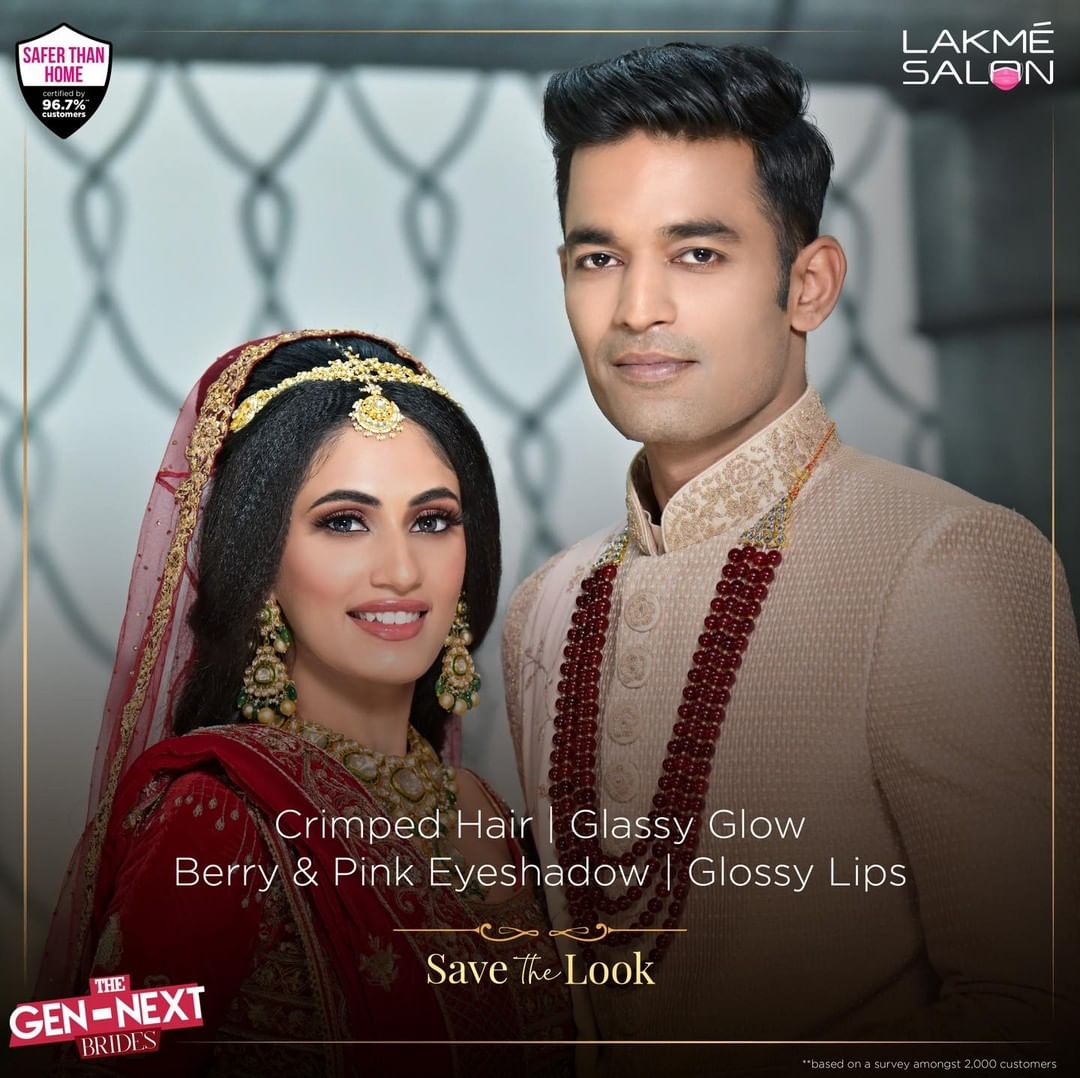 SAFER THAN
HOME
certified by
96.7%**
customers
LAKMÉ
SALON
Crimped Hair | Glassy Glow
Berry & Pink Eyeshadow | Glossy Lips
Save the Look
THE
GEN-NEXT
BRIDES
**based on a survey amongst 2,000 customers